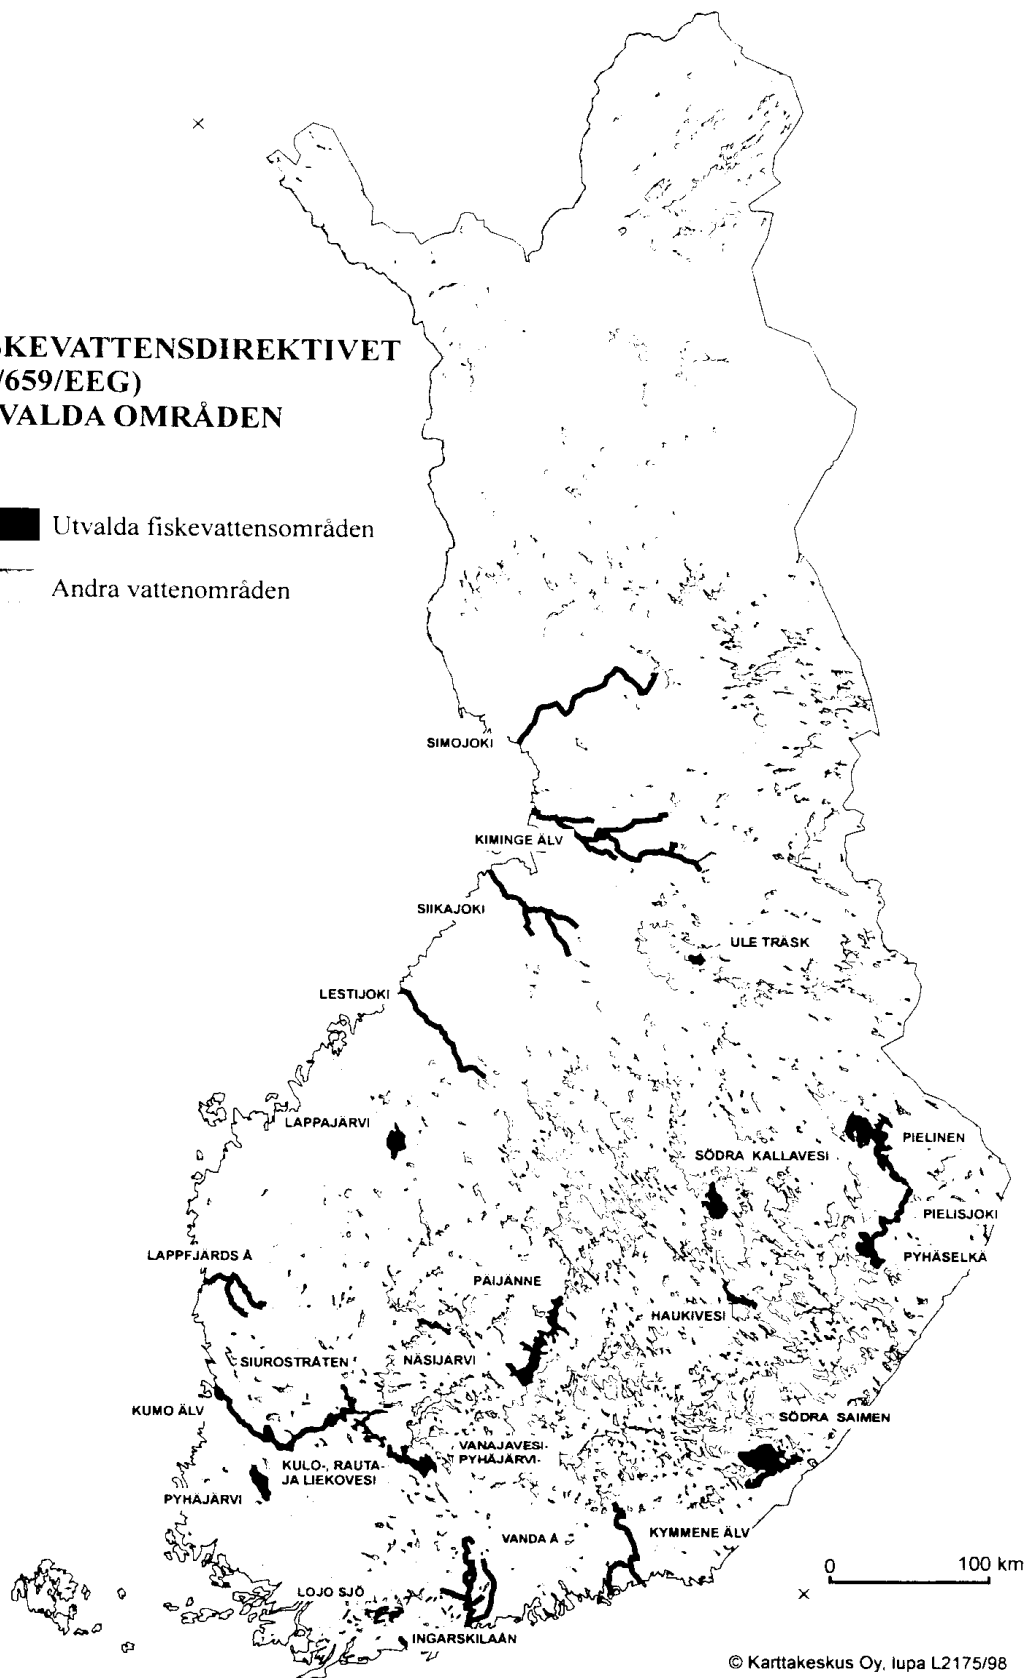 SKEVATTENSDIREKTIVET
/659/EEG)
VALDA OMRÅDEN
Utvalda fiskevattensområden
Andra vattenområden
SIMOJOKI
KIMINGE ÄLV
SIIKAJOKI
ULE TRÄSK
LESTIJOKI
LAPPAJÄRVI
PIELINEN
SÖDRA KALLAVESI
PIELISJOKI
LAPPFJÄRDS Å
PYHÄSELKÄ
PÄIJÄNNE
HAUKIVESI
SIUROSTRÅTEN
NÄSIJÄRVI
KUMO ÄLV
SÖDRA SAIMEN
VANAJAVESI-
PYHÄJÄRVI-
KULO-, RAUTA-
JA LIEKOVESI
PYHÄJÄRVI
VANDA Å
KYMMENE ÄLV
0 100 km
LOJO SJÖ
INGARSKILAÅN
© Karttakeskus Oy, lupa L2175/98